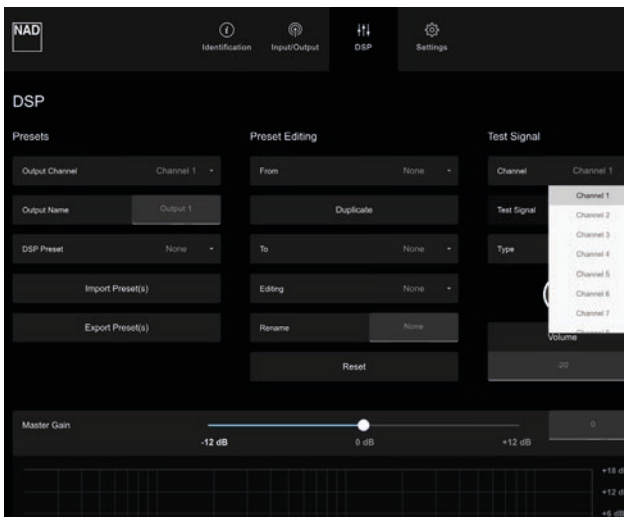 NAD
Identification
Input/Output
DSP
Settings
DSP
Presets
Output Channel Channel 1
Output Name Output 1
DSP Preset None
Import Preset(s)
Export Preset(s)
Preset Editing
From None
Duplicate
To None
Editing None
Rename None
Reset
Test Signal
Channel Channel 1
Test Signal
Type
Channel 1
Channel 2
Channel 3
Channel 4
Channel 5
Channel 6
Channel 7
Channel 8
Volume
-20
Master Gain
-12 dB 0 dB +12 dB
0
+18 d
+12 d
+6 dB